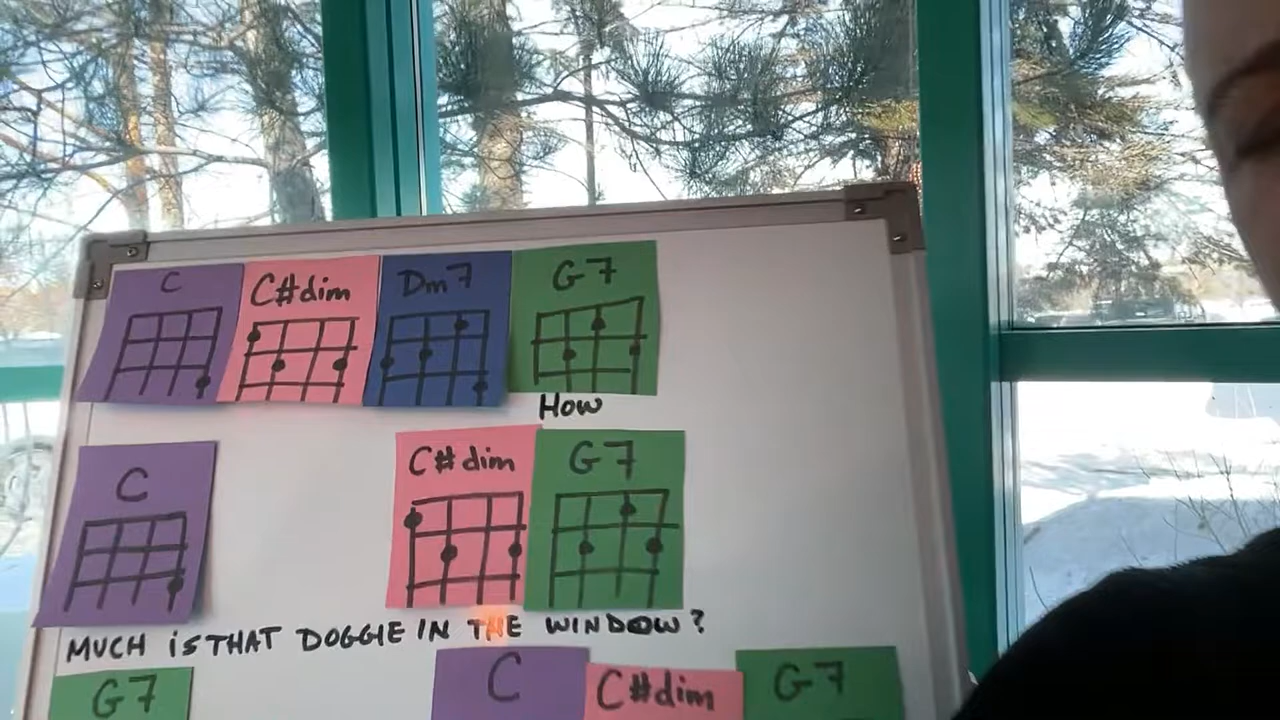 C C#dim Dm7 G7
How
C C#dim G7
MUCH iS THAT DOGGIE IN THE WINDOW?
G7 C C#dim G7